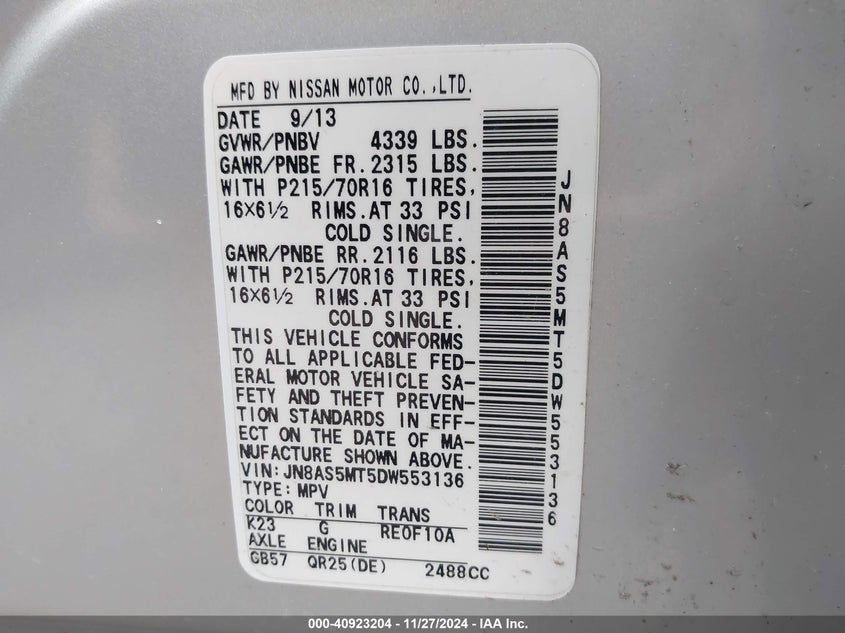 MFD BY NISSAN MOTOR CO.,LTD.
DATE 9/13
GVWR/PNBV 4339 LBS.
GAWR/PNBE FR.2315 LBS.
WITH P215/70R16 TIRES,
16×6½ RIMS.AT 33 PSI
COLD SINGLE.
GAWR/PNBE RR.2116 LBS.
WITH P215/70R16 TIRES,
16×6½ RIMS.AT 33 PSI
COLD SINGLE.
THIS VEHICLE CONFORMS
TO ALL APPLICABLE FED-
ERAL MOTOR VEHICLE SA-
FETY AND THEFT PREVEN-
TION STANDARDS IN EFF-
ECT ON THE DATE OF MA-
NUFACTURE SHOWN ABOVE.
VIN:JN8AS5MT5DW553136
TYPE:MPV
COLOR TRIM TRANS
K23 G RE0F10A
AXLE ENGINE
GB57 QR25(DE) 2488CC
JN8AS5MT5DW553136
000-40923204 - 11/27/2024 - IAA Inc.